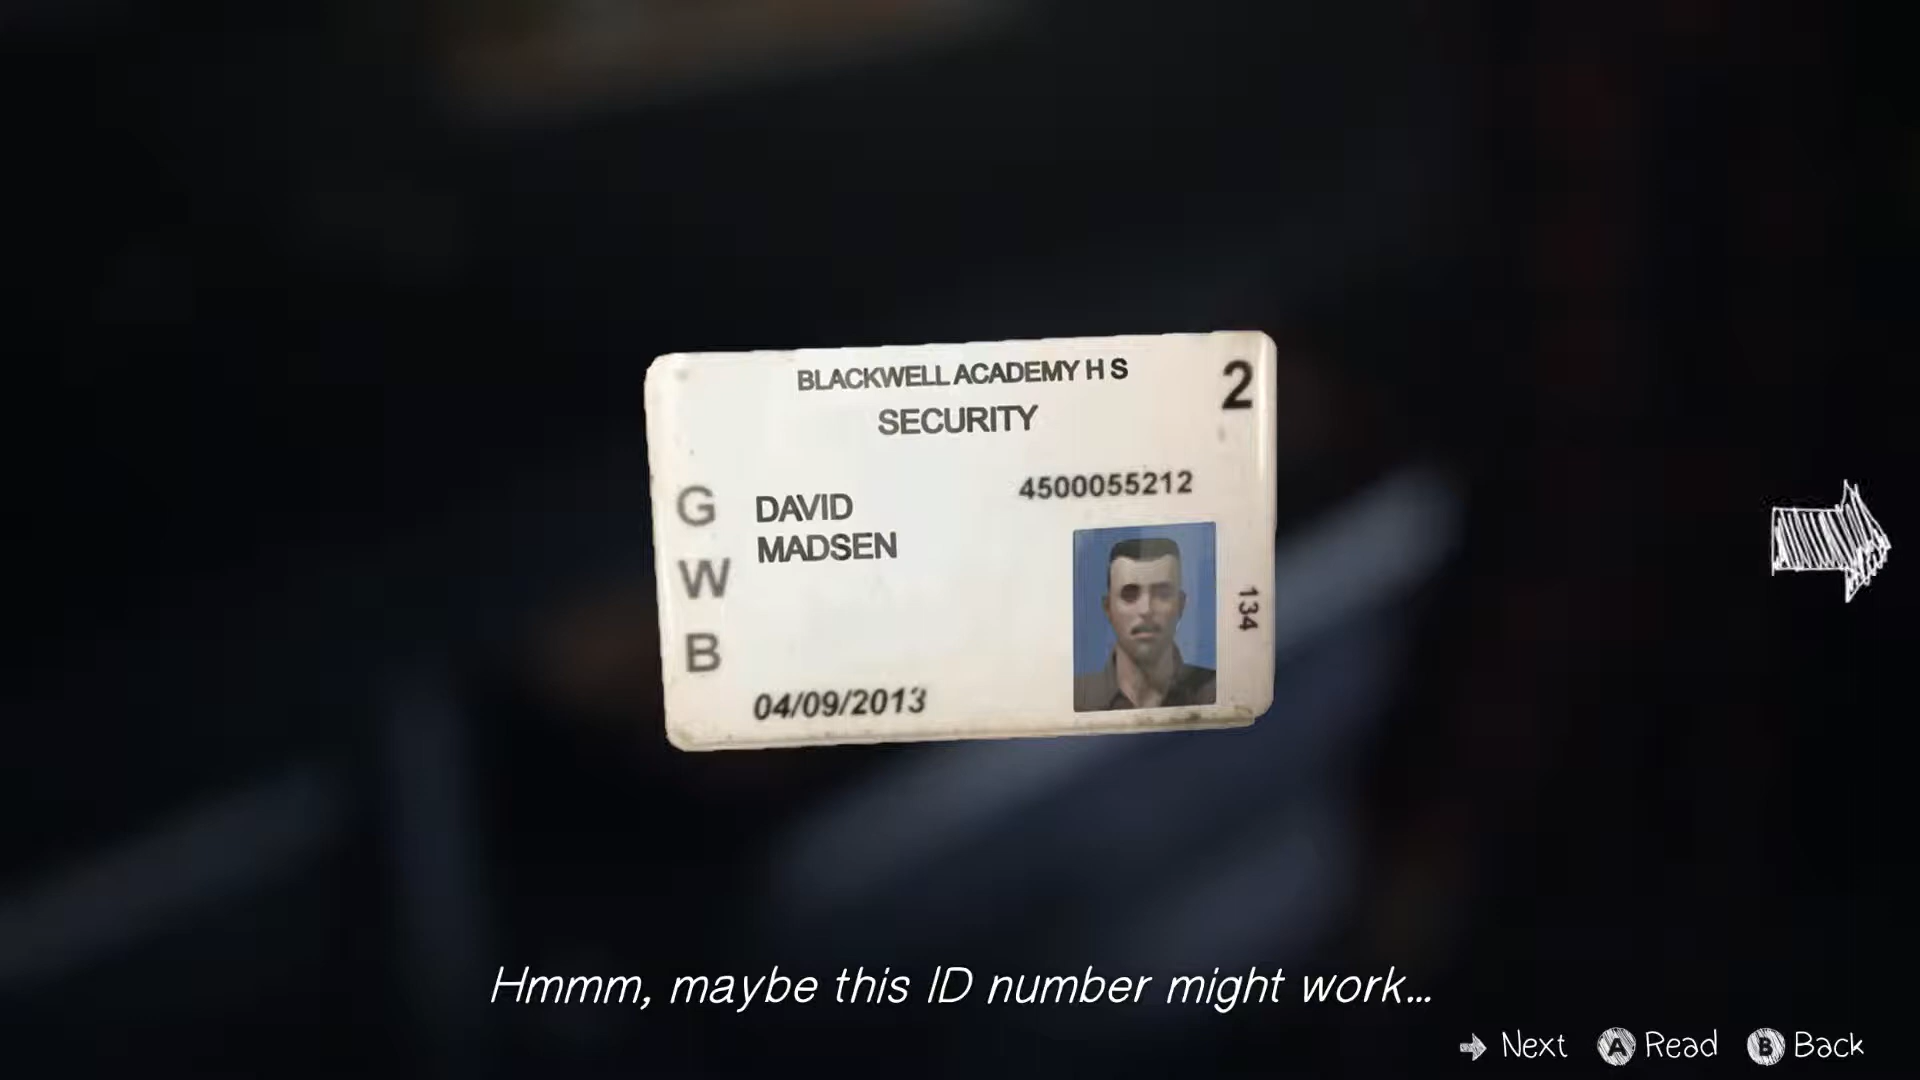 BLACKWELL ACADEMY H S
2
SECURITY
4500055212
G
DAVID
W
MADSEN
B
134
04/09/2013
Hmmm, maybe this ID number might work...
Next
A Read
B Back